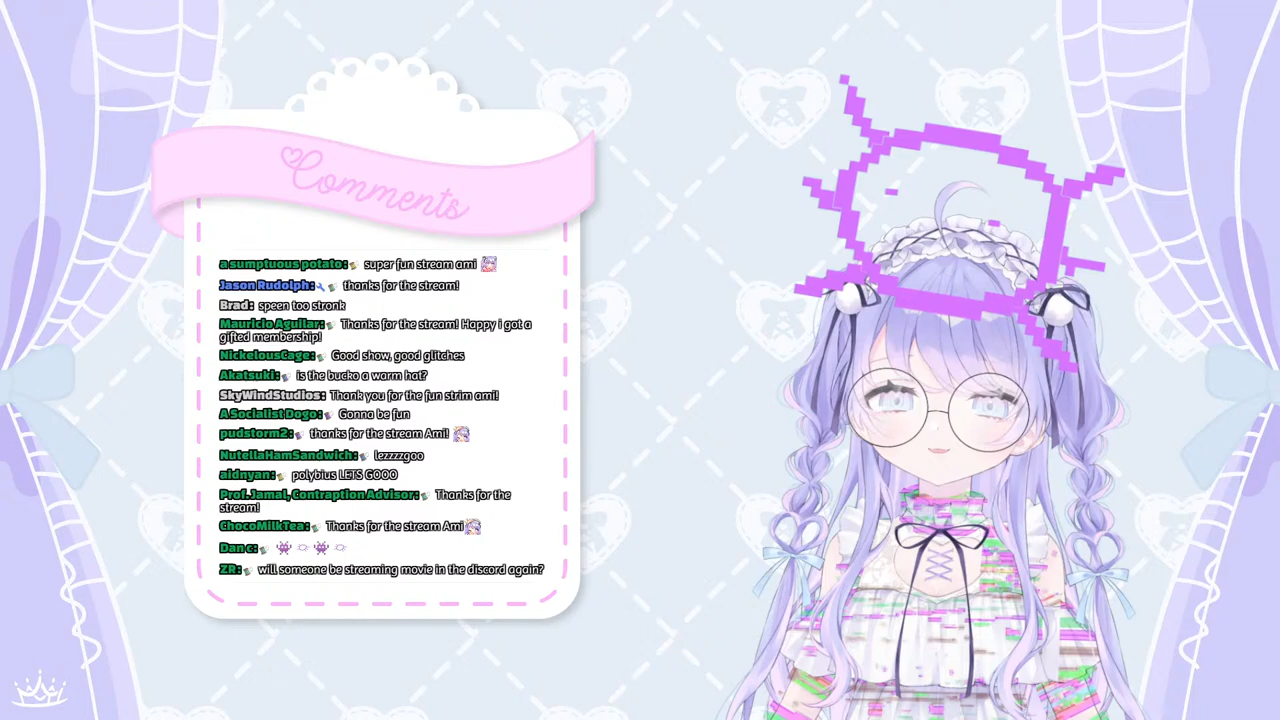 Comments
a sumptuous potato: super fun stream ami
Jason Rudolph: thanks for the stream!
Brad: speen too stronk
Mauricio Aguilar: Thanks for the stream! Happy i got a
gifted membership!
NickelousCage: Good show, good glitches
Akatsuki: is the bucko a warm hat?
SkyWindStudios: Thank you for the fun strim ami!
A Socialist Dogo: Gonna be fun
pudstorm2: thanks for the stream Ami!
NutellaHamSandwich: lezzzzgoo
aidnyan: polybius LETS GOOO
Prof. Jamal, Contraption Advisor: Thanks for the
stream!
ChocoMilkTea: Thanks for the stream Ami
Dan c: 👾 👾
ZR: will someone be streaming movie in the discord again?